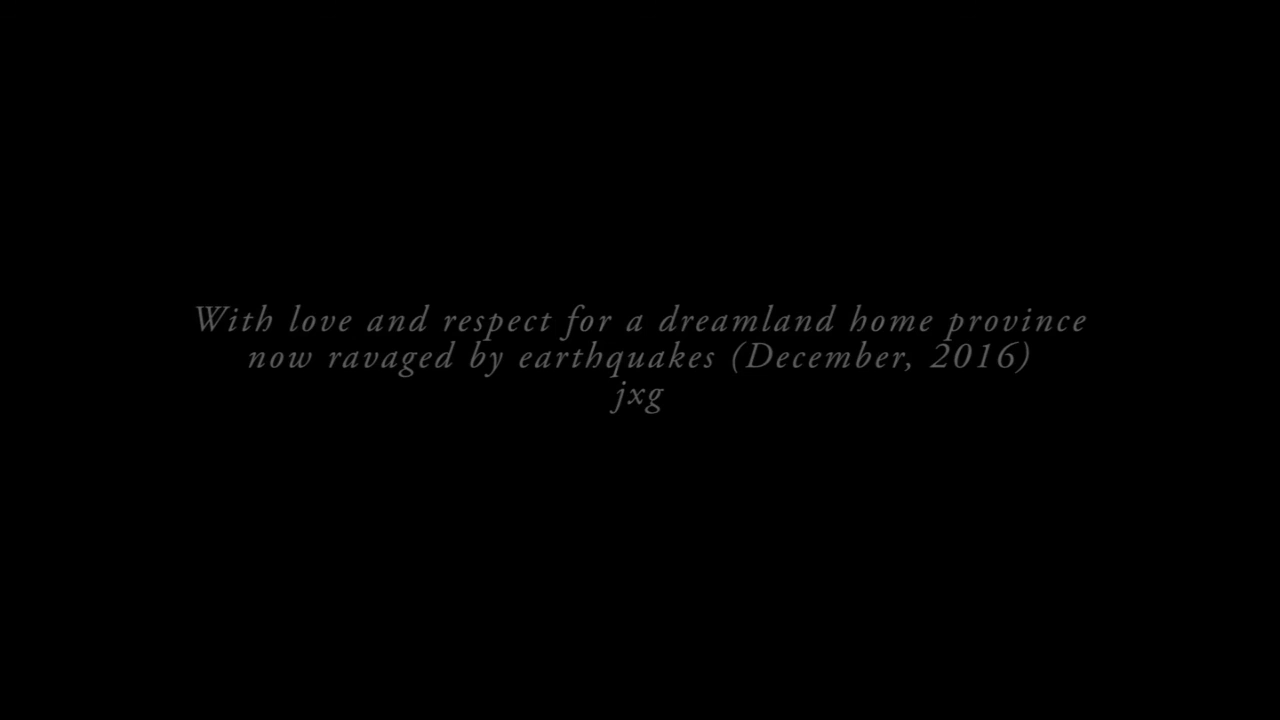 With love and respect for a dreamland home province
now ravaged by earthquakes (December, 2016)
jxg